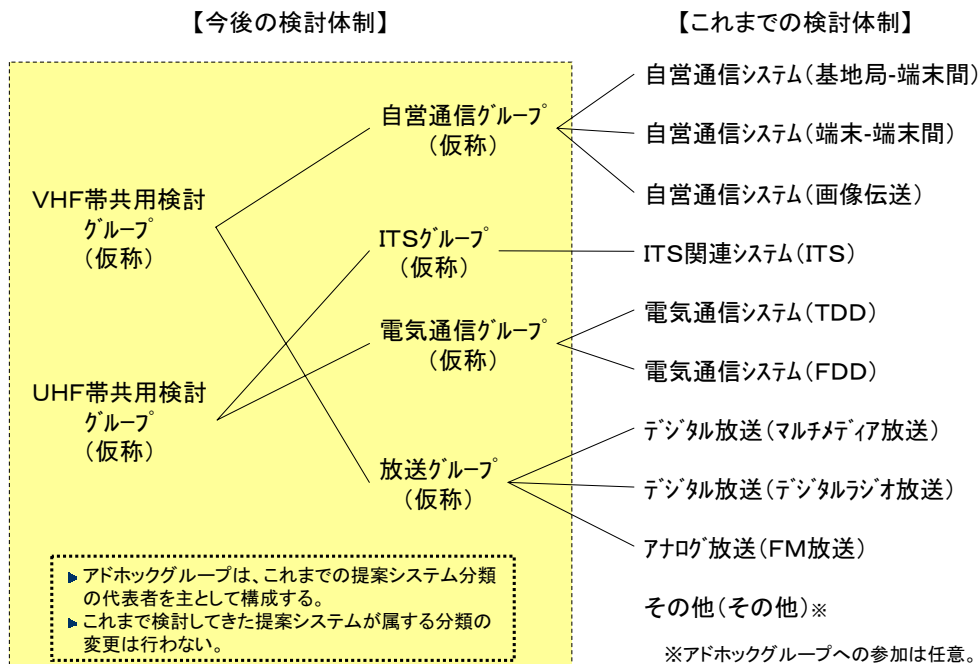 【今後の検討体制】
【これまでの検討体制】
VHF帯共用検討
ｸﾞﾙｰﾌﾟ
(仮称)
UHF帯共用検討
ｸﾞﾙｰﾌﾟ
(仮称)
自営通信ｸﾞﾙｰﾌﾟ
(仮称)
ITSｸﾞﾙｰﾌﾟ
(仮称)
電気通信ｸﾞﾙｰﾌﾟ
(仮称)
放送ｸﾞﾙｰﾌﾟ
(仮称)
自営通信ｼｽﾃﾑ(基地局-端末間)
自営通信ｼｽﾃﾑ(端末-端末間)
自営通信ｼｽﾃﾑ(画像伝送)
ITS関連ｼｽﾃﾑ(ITS)
電気通信ｼｽﾃﾑ(TDD)
電気通信ｼｽﾃﾑ(FDD)
ﾃﾞｼﾞﾀﾙ放送(ﾏﾙﾁﾒﾃﾞｨｱ放送)
ﾃﾞｼﾞﾀﾙ放送(ﾃﾞｼﾞﾀﾙﾗｼﾞｵ放送)
ｱﾅﾛｸﾞ放送(FM放送)
その他(その他)※
※アドホックグループへの参加は任意。
アドホックグループは、これまでの提案システム分類
の代表者を主として構成する。
これまで検討してきた提案システムが属する分類の
変更は行わない。